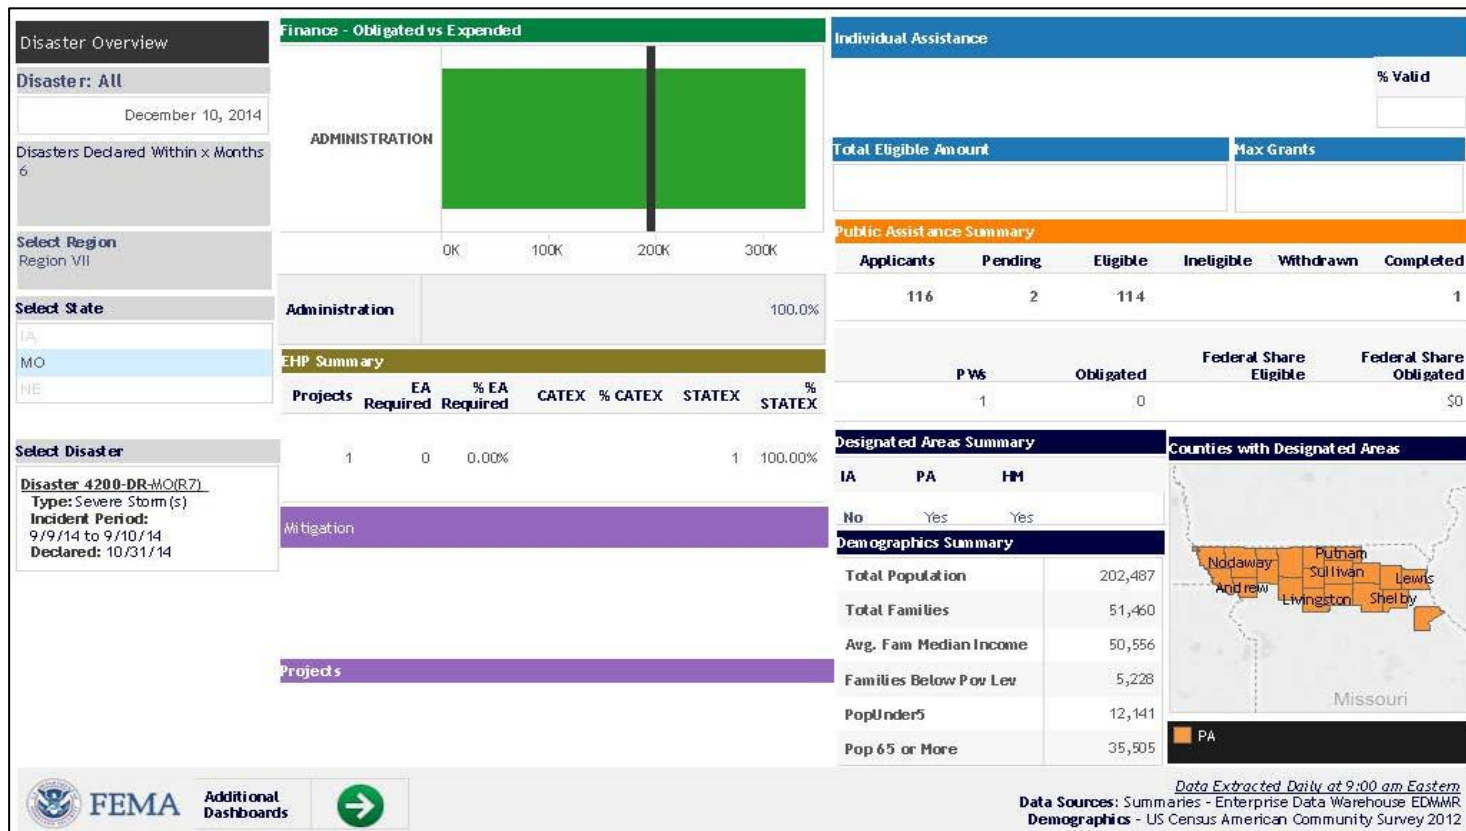 Disaster Overview
Disaster: All
December 10, 2014
Disasters Declared Within x Months
6
Select Region
Region VII
Select State
IA
MO
NE
Select Disaster
Disaster 4200-DR-MO(R7)
Type: Severe Storm(s)
Incident Period:
9/9/14 to 9/10/14
Declared: 10/31/14
Finance - Obligated vs Expended
ADMINISTRATION
0K 100K 200K 300K
Administration 100.0%
EHP Summary
Projects EA Required % EA Required CATEX % CATEX STATEX % STATEX
1 0 0.00% 1 100.00%
Mitigation
Projects
Individual Assistance
% Valid
Total Eligible Amount Max Grants
Public Assistance Summary
Applicants Pending Eligible Ineligible Withdrawn Completed
116 2 114 1
PWs Obligated Federal Share Eligible Federal Share Obligated
1 0 $0
Designated Areas Summary
IA PA HM
No Yes Yes
Demographics Summary
Total Population 202,487
Total Families 51,460
Avg. Fam Median Income 50,556
Families Below Pov Lev 5,228
PopUnder5 12,141
Pop 65 or More 35,505
Counties with Designated Areas
Putnam
Nodaway
Sullivan
Lewis
Andrew
Livingston
Shelby
Missouri
PA
FEMA
Additional
Dashboards
Data Extracted Daily at 9:00 am Eastern
Data Sources: Summaries - Enterprise Data Warehouse EDWMR
Demographics - US Census American Community Survey 2012